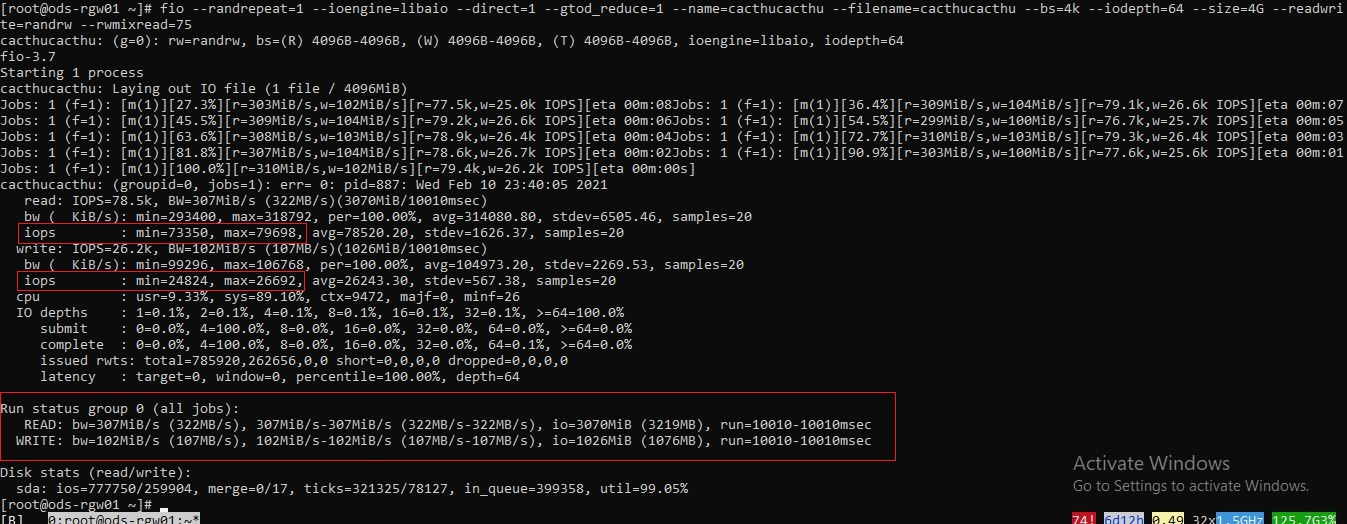 [root@ods-rgw01 ~]# fio --randrepeat=1 --ioengine=libaio --direct=1 --gtod_reduce=1 --name=cacthucacthu --filename=cacthucacthu --bs=4k --iodepth=64 --size=4G --readwri
te=randrw --rwmixread=75
cacthucacthu: (g=0): rw=randrw, bs=(R) 4096B-4096B, (W) 4096B-4096B, (T) 4096B-4096B, ioengine=libaio, iodepth=64
fio-3.7
Starting 1 process
cacthucacthu: Laying out IO file (1 file / 4096MiB)
Jobs: 1 (f=1): [m(1)][27.3%][r=303MiB/s,w=102MiB/s][r=77.5k,w=25.0k IOPS][eta 00m:08Jobs: 1 (f=1): [m(1)][36.4%][r=309MiB/s,w=104MiB/s][r=79.1k,w=26.6k IOPS][eta 00m:07
Jobs: 1 (f=1): [m(1)][45.5%][r=309MiB/s,w=104MiB/s][r=79.2k,w=26.6k IOPS][eta 00m:06Jobs: 1 (f=1): [m(1)][54.5%][r=299MiB/s,w=100MiB/s][r=76.7k,w=25.7k IOPS][eta 00m:05
Jobs: 1 (f=1): [m(1)][63.6%][r=308MiB/s,w=103MiB/s][r=78.9k,w=26.4k IOPS][eta 00m:04Jobs: 1 (f=1): [m(1)][72.7%][r=310MiB/s,w=103MiB/s][r=79.3k,w=26.4k IOPS][eta 00m:03
Jobs: 1 (f=1): [m(1)][81.8%][r=307MiB/s,w=104MiB/s][r=78.6k,w=26.7k IOPS][eta 00m:02Jobs: 1 (f=1): [m(1)][90.9%][r=303MiB/s,w=100MiB/s][r=77.6k,w=25.6k IOPS][eta 00m:01
Jobs: 1 (f=1): [m(1)][100.0%][r=310MiB/s,w=102MiB/s][r=79.4k,w=26.2k IOPS][eta 00m:00s]
cacthucacthu: (groupid=0, jobs=1): err= 0: pid=887: Wed Feb 10 23:40:05 2021
read: IOPS=78.5k, BW=307MiB/s (322MB/s)(3070MiB/10010msec)
bw (  KiB/s): min=293400, max=318792, per=100.00%, avg=314080.80, stdev=6505.46, samples=20
iops        : min=73350, max=79698, avg=78520.20, stdev=1626.37, samples=20
write: IOPS=26.2k, BW=102MiB/s (107MB/s)(1026MiB/10010msec)
bw (  KiB/s): min=99296, max=106768, per=100.00%, avg=104973.20, stdev=2269.53, samples=20
iops        : min=24824, max=26692, avg=26243.30, stdev=567.38, samples=20
cpu          : usr=9.33%, sys=89.10%, ctx=9472, majf=0, minf=26
IO depths    : 1=0.1%, 2=0.1%, 4=0.1%, 8=0.1%, 16=0.1%, 32=0.1%, >=64=100.0%
submit    : 0=0.0%, 4=100.0%, 8=0.0%, 16=0.0%, 32=0.0%, 64=0.0%, >=64=0.0%
complete  : 0=0.0%, 4=100.0%, 8=0.0%, 16=0.0%, 32=0.0%, 64=0.1%, >=64=0.0%
issued rwts: total=785920,262656,0,0 short=0,0,0,0 dropped=0,0,0,0
latency   : target=0, window=0, percentile=100.00%, depth=64
Run status group 0 (all jobs):
READ: bw=307MiB/s (322MB/s), 307MiB/s-307MiB/s (322MB/s-322MB/s), io=3070MiB (3219MB), run=10010-10010msec
WRITE: bw=102MiB/s (107MB/s), 102MiB/s-102MiB/s (107MB/s-107MB/s), io=1026MiB (1076MB), run=10010-10010msec
Disk stats (read/write):
sda: ios=777750/259904, merge=0/17, ticks=321325/78127, in_queue=399358, util=99.05%
[root@ods-rgw01 ~]#
Activate Windows
Go to Settings to activate Windows.
[B] 0:root@ods-rgw01:~* 74! 6d12h 0.49 32x1.5GHz 125.7G3%